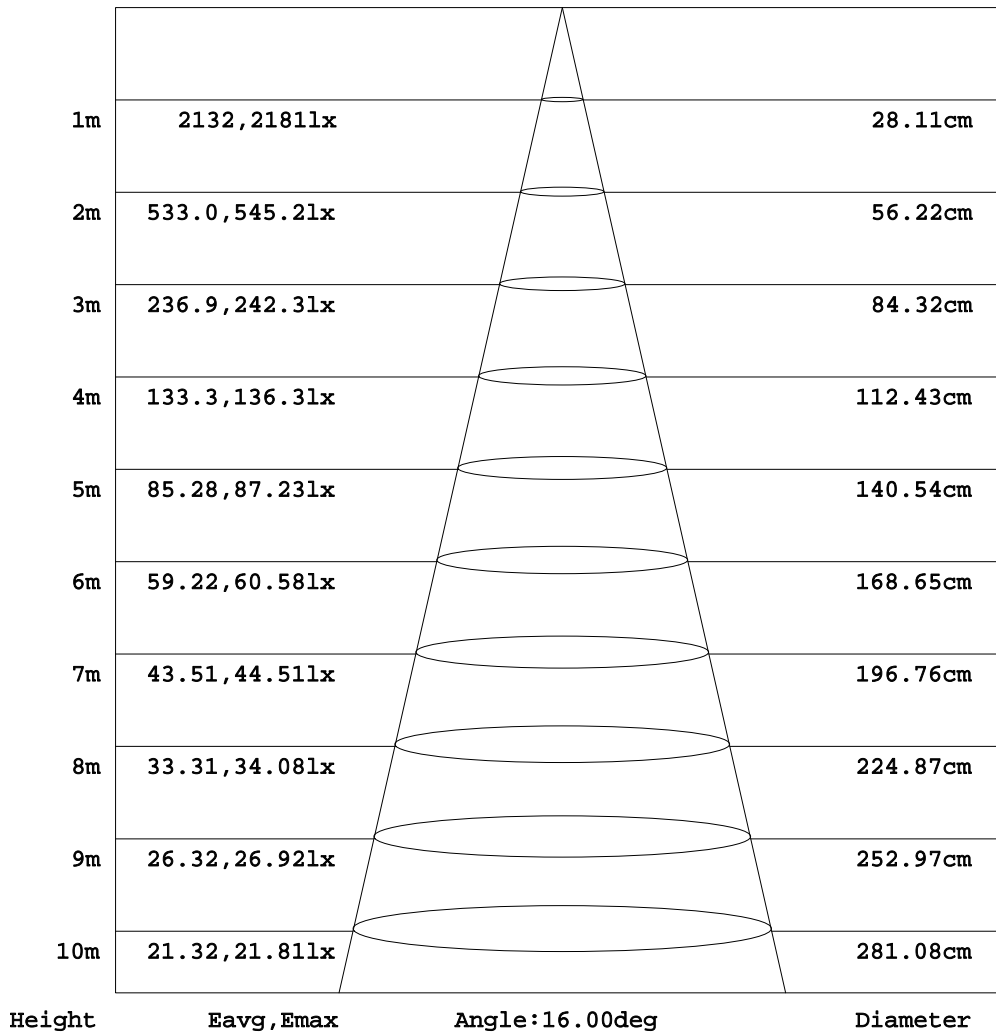 1m 2132,2181lx 28.11cm
2m 533.0,545.2lx 56.22cm
3m 236.9,242.3lx 84.32cm
4m 133.3,136.3lx 112.43cm
5m 85.28,87.23lx 140.54cm
6m 59.22,60.58lx 168.65cm
7m 43.51,44.51lx 196.76cm
8m 33.31,34.08lx 224.87cm
9m 26.32,26.92lx 252.97cm
10m 21.32,21.81lx 281.08cm
Height Eavg,Emax Angle:16.00deg Diameter